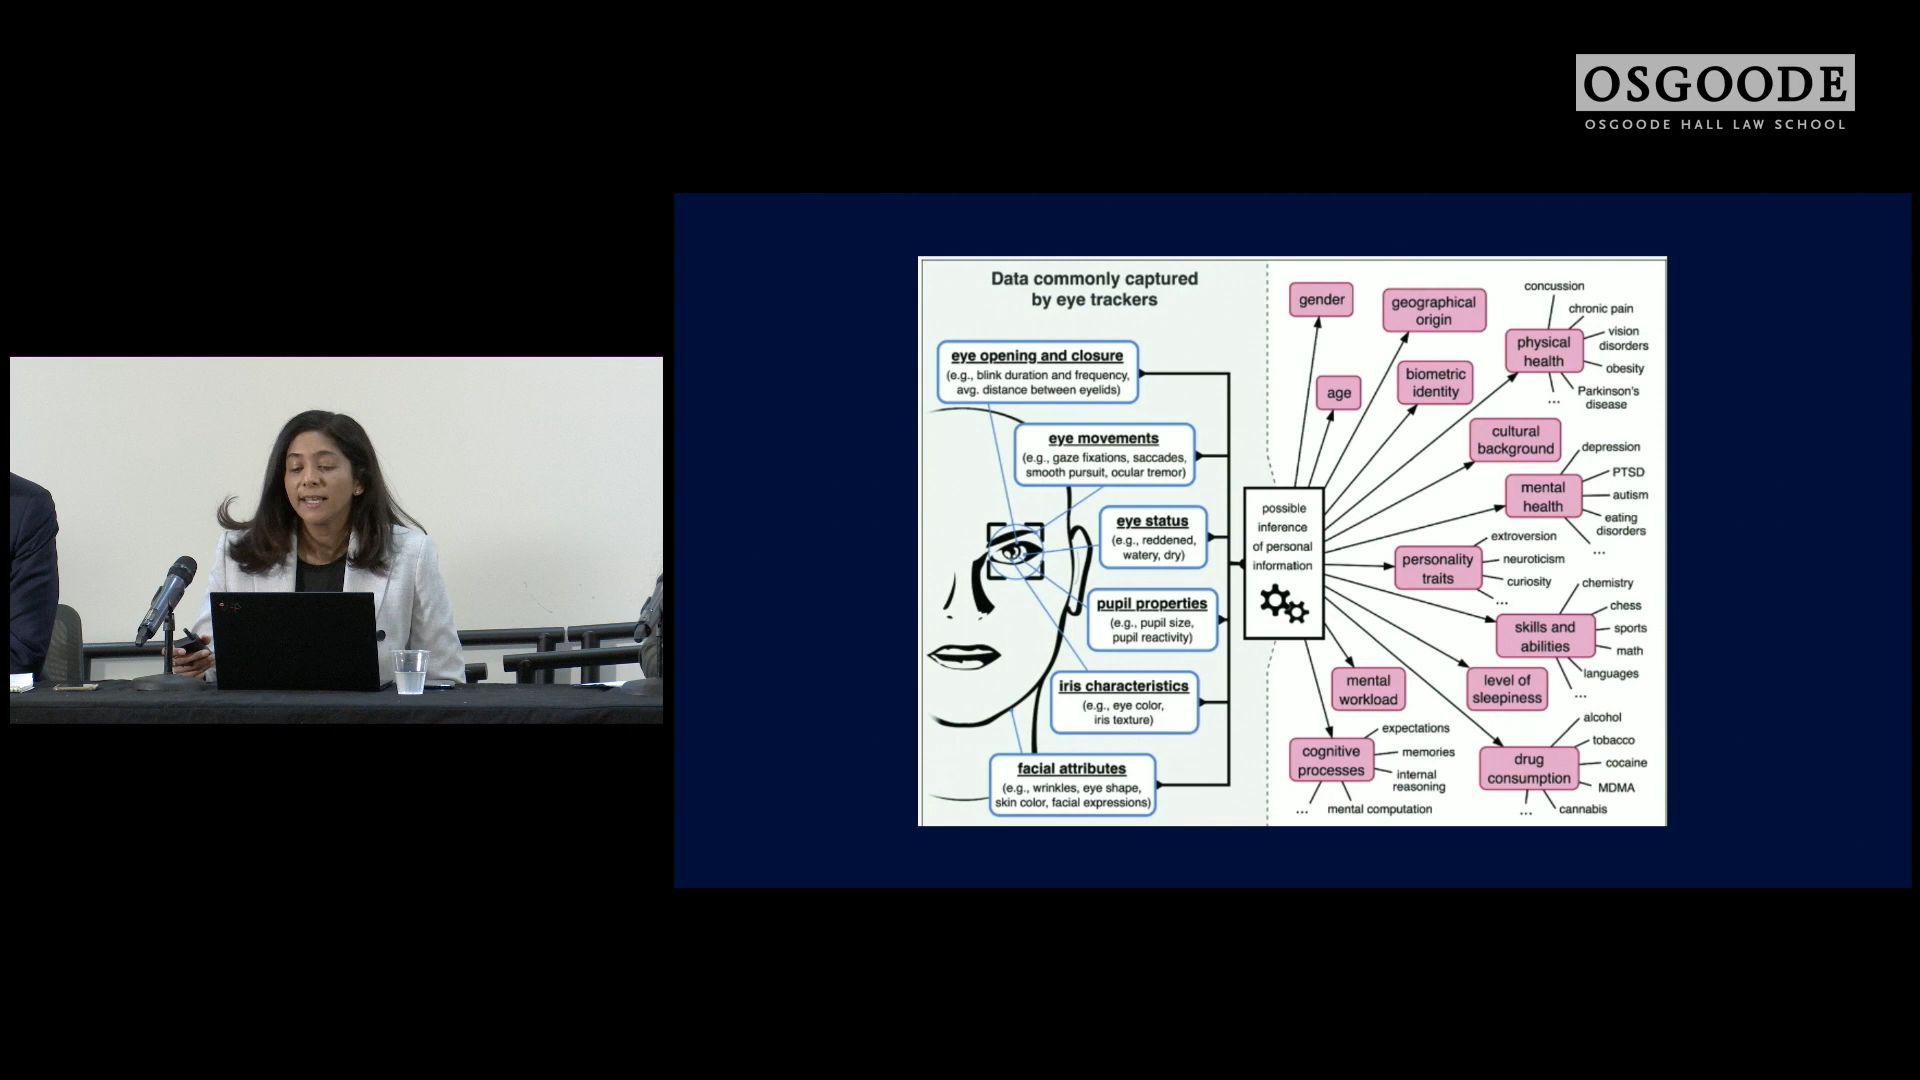 OSGOODE
OSGOODE HALL LAW SCHOOL
Data commonly captured
by eye trackers
eye opening and closure
(e.g., blink duration and frequency,
avg. distance between eyelids)
eye movements
(e.g., gaze fixations, saccades,
smooth pursuit, ocular tremor)
eye status
(e.g., reddened,
watery, dry)
pupil properties
(e.g., pupil size,
pupil reactivity)
iris characteristics
(e.g., eye color,
iris texture)
facial attributes
(e.g., wrinkles, eye shape,
skin color, facial expressions)
possible
inference
of personal
information
gender
geographical
origin
age
biometric
identity
physical
health
concussion
chronic pain
vision
disorders
obesity
Parkinson's
disease
...
cultural
background
mental
health
depression
PTSD
autism
eating
disorders
...
personality
traits
extroversion
neuroticism
curiosity
...
skills and
abilities
chemistry
chess
sports
math
languages
...
mental
workload
level of
sleepiness
cognitive
processes
expectations
memories
internal
reasoning
mental computation
...
drug
consumption
alcohol
tobacco
cocaine
MDMA
cannabis
...